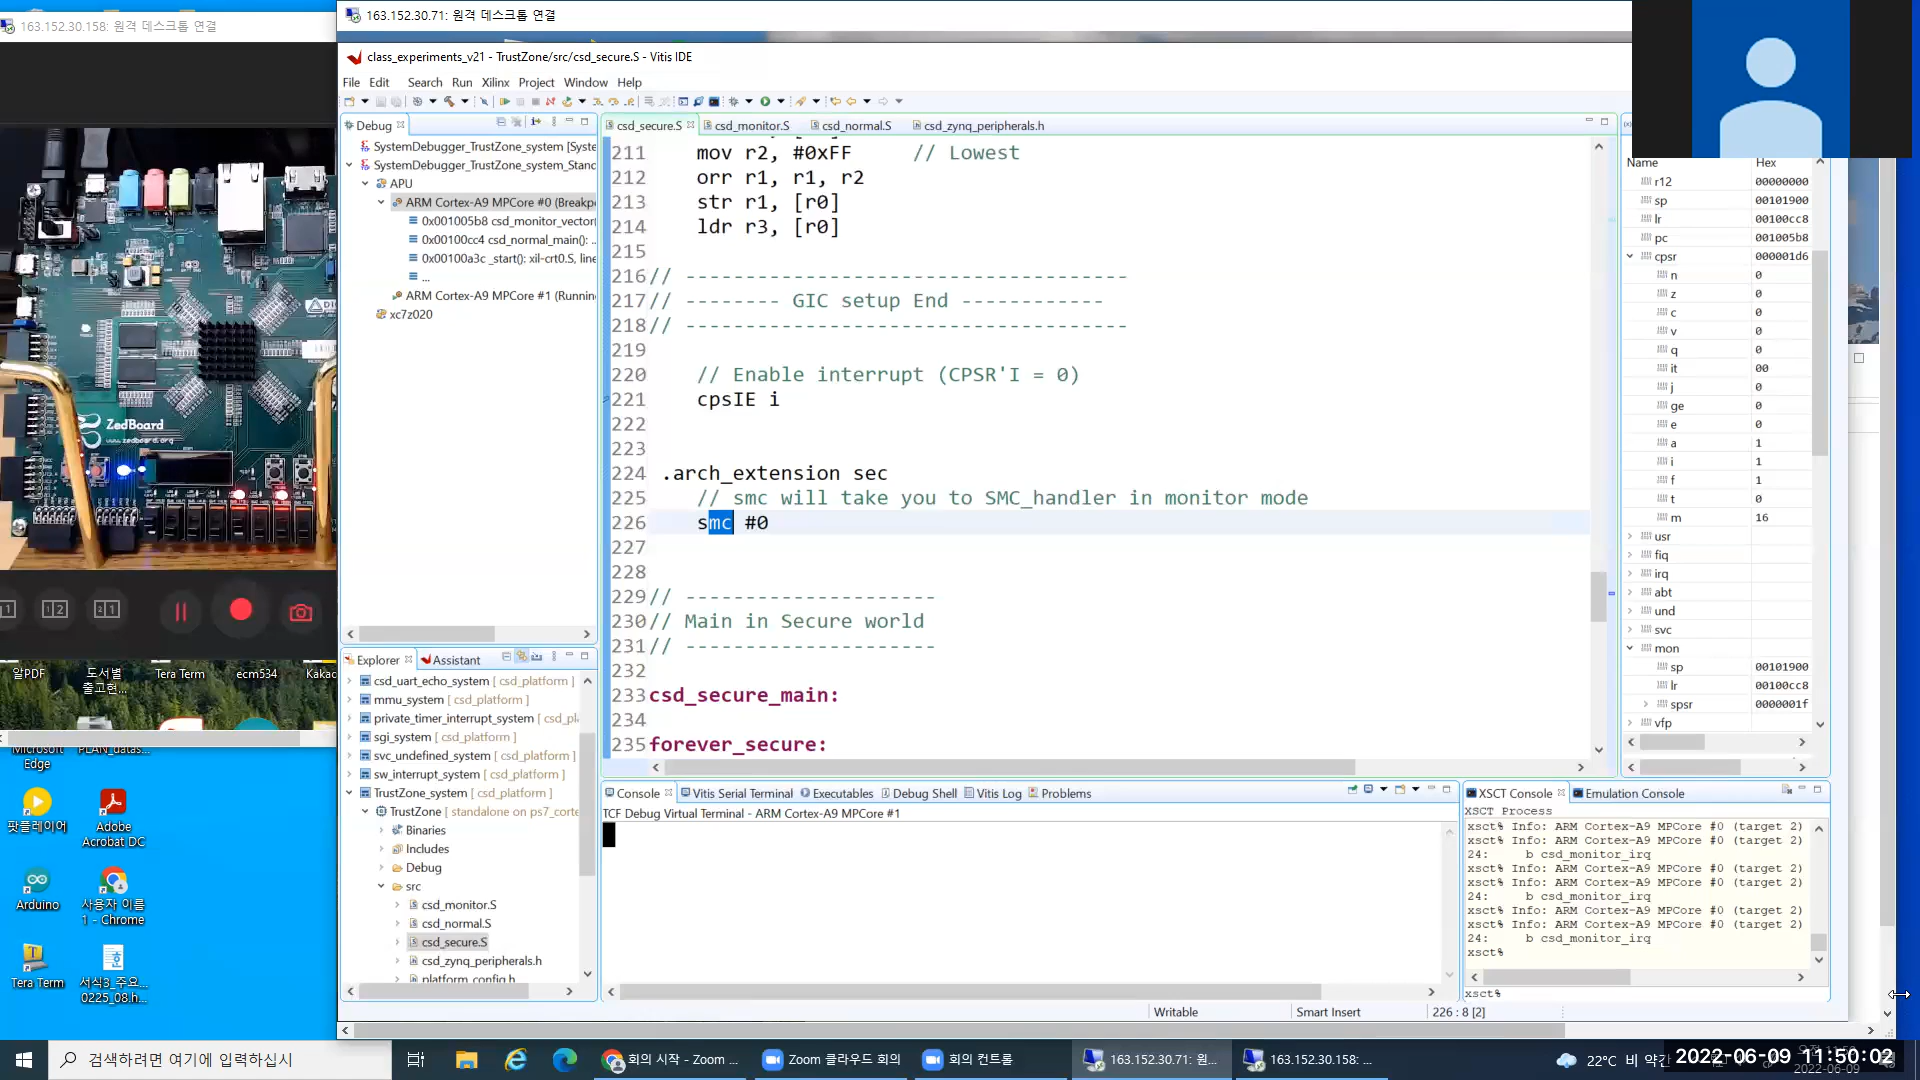 163.152.30.158: 원격 데스크톱 연결
163.152.30.71: 원격 데스크톱 연결
class_experiments_v21 - TrustZone/src/csd_secure.S - Vitis IDE
File Edit Search Run Xilinx Project Window Help
Debug
SystemDebugger_TrustZone_system [Syste
SystemDebugger_TrustZone_system_Stand
APU
ARM Cortex-A9 MPCore #0 (Breakpo
0x001005b8 csd_monitor_vector(
0x00100cc4 csd_normal_main(): ..
0x00100a3c _start(): xil-crt0.S, line
...
ARM Cortex-A9 MPCore #1 (Running
xc7z020
csd_secure.S csd_monitor.S csd_normal.S csd_zynq_peripherals.h
211 mov r2, #0xFF // Lowest
212 orr r1, r1, r2
213 str r1, [r0]
214 ldr r3, [r0]
215
216 // -------------------------------------
217 // -------- GIC setup End ------------
218 // -------------------------------------
219
220 // Enable interrupt (CPSR'I = 0)
221 cpsIE i
222
223
224 .arch_extension sec
225 // smc will take you to SMC_handler in monitor mode
226 smc #0
227
228
229 // ---------------------
230 // Main in Secure world
231 // ---------------------
232
233 csd_secure_main:
234
235 forever_secure:
Name Hex
r12 00000000
sp 00101900
lr 00100cc8
pc 001005b8
cpsr 000001d6
n 0
z 0
c 0
v 0
q 0
it 00
j 0
ge 0
e 0
a 1
i 1
f 1
t 0
m 16
usr
fiq
irq
abt
und
svc
mon
sp 00101900
lr 00100cc8
spsr 0000001f
vfp
ZedBoard
www.zedboard.org
알PDF
도서별
출고현...
Tera Term
ecm534
Kakao
Explorer Assistant
csd_uart_echo_system [ csd_platform ]
mmu_system [ csd_platform ]
private_timer_interrupt_system [ csd_pl
sgi_system [ csd_platform ]
svc_undefined_system [ csd_platform ]
sw_interrupt_system [ csd_platform ]
TrustZone_system [ csd_platform ]
TrustZone [ standalone on ps7_corte
Binaries
Includes
Debug
src
csd_monitor.S
csd_normal.S
csd_secure.S
csd_zynq_peripherals.h
platform_config.h
Console Vitis Serial Terminal Executables Debug Shell Vitis Log Problems
TCF Debug Virtual Terminal - ARM Cortex-A9 MPCore #1
XSCT Console Emulation Console
XSCT Process
xsct% Info: ARM Cortex-A9 MPCore #0 (target 2)
xsct% Info: ARM Cortex-A9 MPCore #0 (target 2)
24: b csd_monitor_irq
xsct% Info: ARM Cortex-A9 MPCore #0 (target 2)
xsct% Info: ARM Cortex-A9 MPCore #0 (target 2)
24: b csd_monitor_irq
xsct% Info: ARM Cortex-A9 MPCore #0 (target 2)
xsct% Info: ARM Cortex-A9 MPCore #0 (target 2)
24: b csd_monitor_irq
xsct%
xsct%
Writable Smart Insert 226 : 8 [2]
Microsoft
Edge
PLAN_datas...
팟플레이어
Adobe
Acrobat DC
Arduino
사용자 이름
1 - Chrome
Tera Term
서식3_주요...
0225_08.h...
검색하려면 여기에 입력하십시
회의 시작 - Zoom ...
Zoom 클라우드 회의
회의 컨트롤
163.152.30.71: 원...
163.152.30.158: ...
22°C 비 약간
2022-06-09 11:50:02
2022-06-09